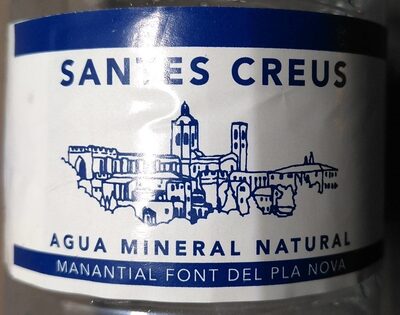 SANTES CREUS
AGUA MINERAL NATURAL
MANANTIAL FONT DEL PLA NOVA